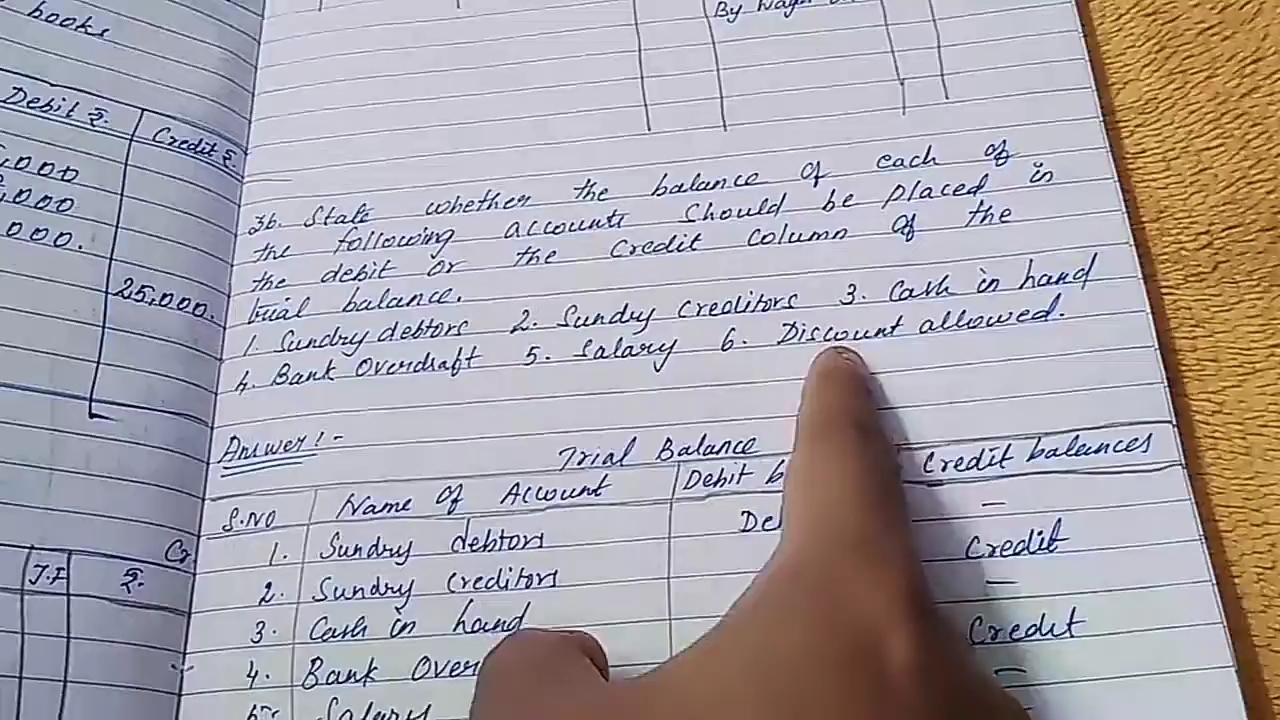 books
Debit ₹.
Credit ₹.
,000
,000
000.
25,000.
Cr
J.F
₹.
By
36. State whether the balance of each of
the following accounts should be placed in
the debit or the credit column of the
trial balance.
1. Sundry debtors 2. Sundry Creditors 3. Cash in hand
4. Bank Overdraft 5. Salary 6. Discount allowed.
Answer :-
Trial Balance
S.NO Name of Account Debit b Credit balances
1. Sundry debtors De –
2. Sundry Creditors Credit
3. Cash in hand –
4. Bank Over Credit
5. Salary –